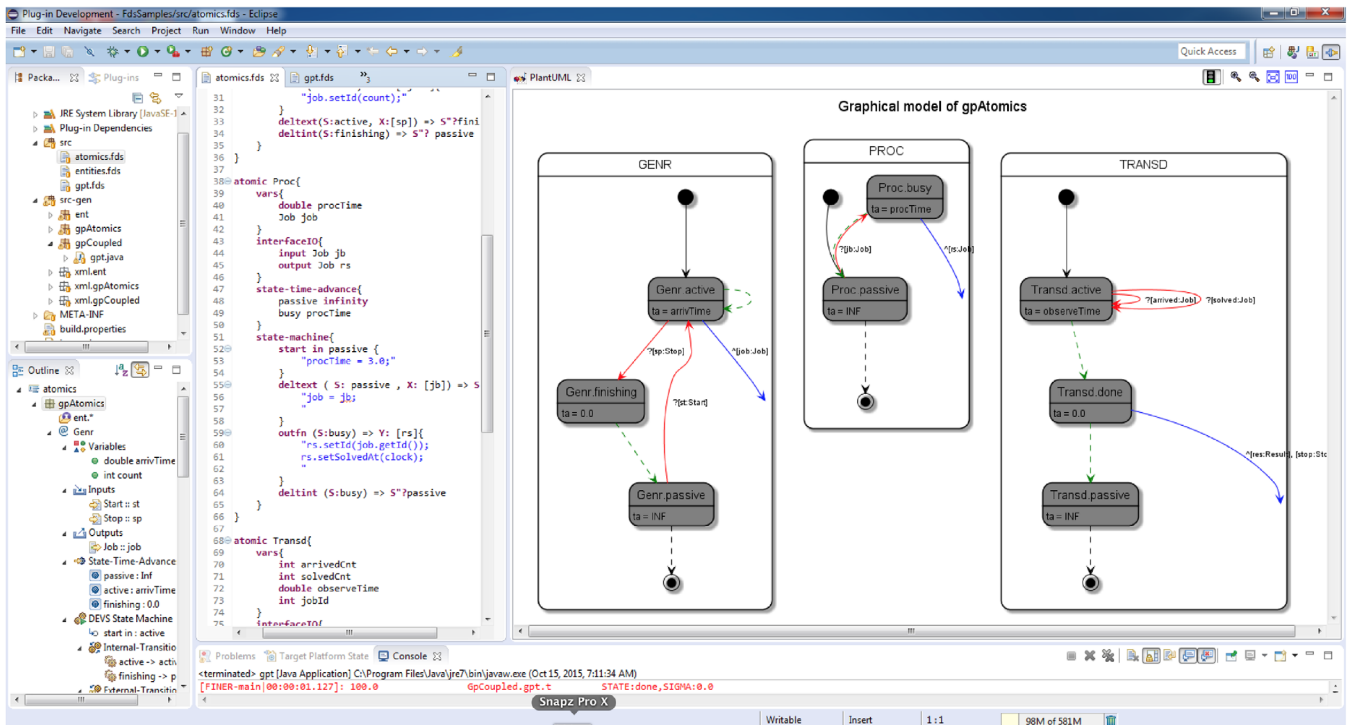 Plug-in Development - FdsSamples/src/atomics.fds - Eclipse
File Edit Navigate Search Project Run Window Help
Quick Access
Packa... Plug-ins
JRE System Library [JavaSE-1
Plug-in Dependencies
src
atomics.fds
entities.fds
gpt.fds
src-gen
ent
gpAtomics
gpCoupled
gpt.java
xml.ent
xml.gpAtomics
xml.gpCoupled
META-INF
build.properties
Outline
atomics
gpAtomics
ent.*
Genr
Variables
double arrivTime
int count
Inputs
Start :: st
Stop :: sp
Outputs
Job :: job
State-Time-Advance
passive : Inf
active : arrivTime
finishing : 0.0
DEVS State Machine
start in : active
Internal-Transitio
active -> activ
finishing -> p
External-Transitio
atomics.fds gpt.fds »3
31 "job.setId(count);"
32 }
33 deltext(S:active, X:[sp]) => S"?fini
34 deltint(S:finishing) => S"? passive
35 }
36 }
37
38 atomic Proc{
39 vars{
40 double procTime
41 Job job
42 }
43 interfaceIO{
44 input Job jb
45 output Job rs
46 }
47 state-time-advance{
48 passive infinity
49 busy procTime
50 }
51 state-machine{
52 start in passive {
53 "procTime = 3.0;"
54 }
55 deltext ( S: passive , X: [jb]) => S
56 "job = jb;
57 "
58 }
59 outfn (S:busy) => Y: [rs]{
60 "rs.setId(job.getId());
61 rs.setSolvedAt(clock);
62 "
63 }
64 deltint (S:busy) => S"?passive
65 }
66 }
67
68 atomic Transd{
69 vars{
70 int arrivedCnt
71 int solvedCnt
72 double observeTime
73 int jobId
74 }
75 interfaceIO{
PlantUML
100
Graphical model of gpAtomics
GENR
Genr.active
ta = arrivTime
?[sp:Stop]
^[job:Job]
Genr.finishing
ta = 0.0
?[st:Start]
Genr.passive
ta = INF
PROC
Proc.busy
ta = procTime
?[jb:Job]
^[rs:Job]
Proc.passive
ta = INF
TRANSD
Transd.active
ta = observeTime
?[arrived:Job] ?[solved:Job]
Transd.done
ta = 0.0
^[res:Result], [stop:Sto
Transd.passive
ta = INF
Problems Target Platform State Console
<terminated> gpt [Java Application] C:\Program Files\Java\jre7\bin\javaw.exe (Oct 15, 2015, 7:11:34 AM)
[FINER-main|00:00:01.127]: 100.0 GpCoupled.gpt.t STATE:done,SIGMA:0.0
Snapz Pro X
Writable Insert 1:1 98M of 581M